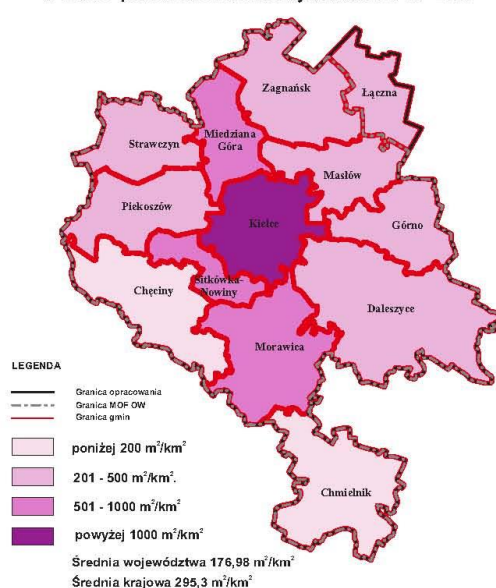 Zagnańsk
Łączna
Miedziana
Góra
Strawczyn
Masłów
Piekoszów
Kielce
Górno
Sitkówka-
Nowiny
Chęciny
Daleszyce
Morawica
Chmielnik
LEGENDA
Granica opracowania
Granica MOF OW
Granica gmin
poniżej 200 m²/km²
201 - 500 m²/km².
501 - 1000 m²/km²
powyżej 1000 m²/km²
Średnia województwa 176,98 m²/km²
Średnia krajowa 295,3 m²/km²